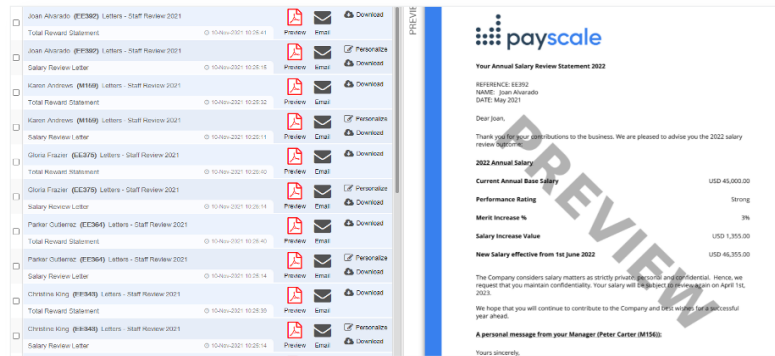 Joan Alvarado (EE392) Letters - Staff Review 2021
Total Reward Statement
10-Nov-2021 10:25:41
Preview Email
Download
Joan Alvarado (EE392) Letters - Staff Review 2021
Salary Review Letter
10-Nov-2021 10:25:15
Preview Email
Personalize
Download
Karen Andrews (M169) Letters - Staff Review 2021
Total Reward Statement
10-Nov-2021 10:25:32
Preview Email
Download
Karen Andrews (M169) Letters - Staff Review 2021
Salary Review Letter
10-Nov-2021 10:25:11
Preview Email
Personalize
Download
Gloria Frazier (EE375) Letters - Staff Review 2021
Total Reward Statement
10-Nov-2021 10:25:40
Preview Email
Download
Gloria Frazier (EE375) Letters - Staff Review 2021
Salary Review Letter
10-Nov-2021 10:25:14
Preview Email
Personalize
Download
Parker Gutierrez (EE364) Letters - Staff Review 2021
Total Reward Statement
10-Nov-2021 10:25:40
Preview Email
Download
Parker Gutierrez (EE364) Letters - Staff Review 2021
Salary Review Letter
10-Nov-2021 10:25:14
Preview Email
Personalize
Download
Christine King (EE343) Letters - Staff Review 2021
Total Reward Statement
10-Nov-2021 10:25:39
Preview Email
Download
Christine King (EE343) Letters - Staff Review 2021
Salary Review Letter
10-Nov-2021 10:25:14
Preview Email
Personalize
Download
PREVIE
payscale
Your Annual Salary Review Statement 2022
REFERENCE: EE392
NAME: Joan Alvarado
DATE: May 2021
Dear Joan,
Thank you for your contributions to the business. We are pleased to advise you the 2022 salary
review outcome:
2022 Annual Salary
Current Annual Base Salary USD 45,000.00
Performance Rating Strong
Merit Increase % 3%
Salary Increase Value USD 1,355.00
New Salary effective from 1st June 2022 USD 46,355.00
The Company considers salary matters as strictly private, personal and confidential. Hence, we
request that you maintain confidentiality. Your salary will be subject to review again on April 1st,
2023.
We hope that you will continue to contribute to the Company and best wishes for a successful
year ahead.
A personal message from your Manager (Peter Carter (M156)):
Yours sincerely,
PREVIEW